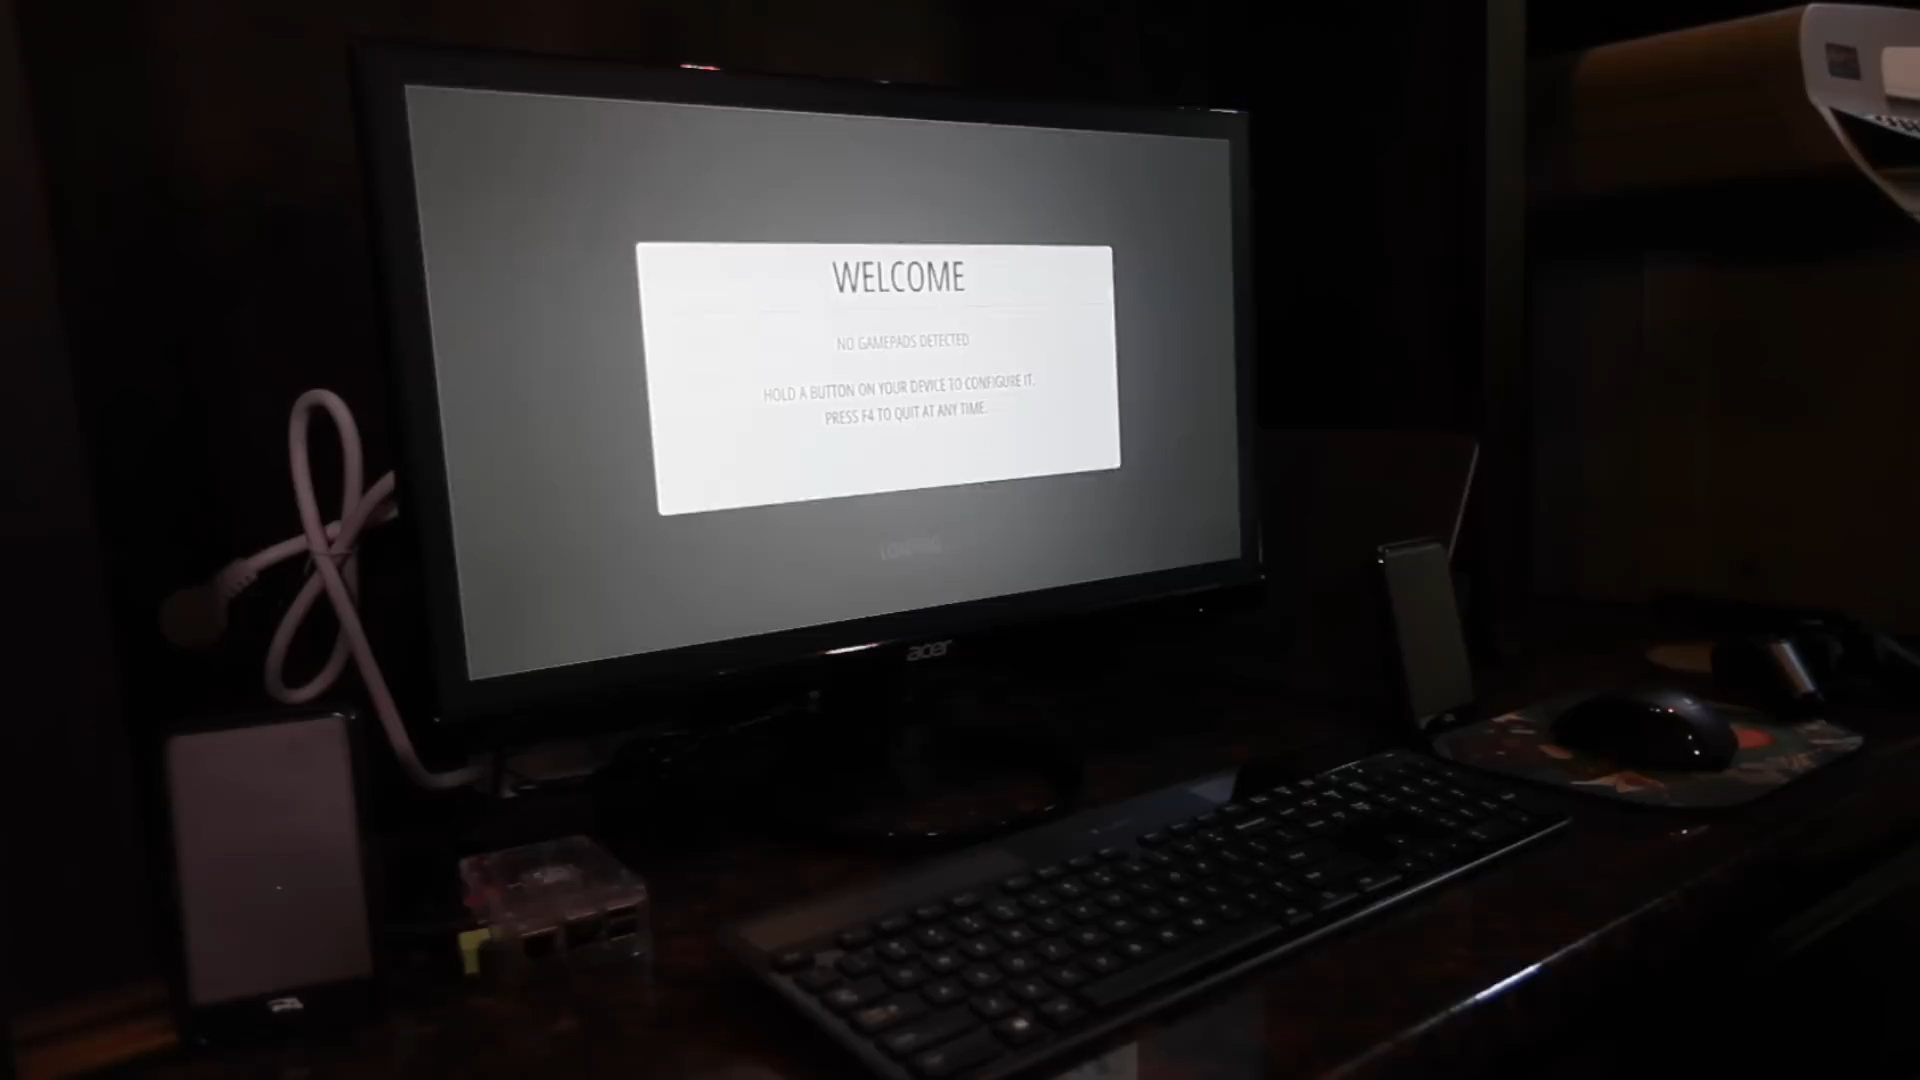 WELCOME
NO GAMEPADS DETECTED
HOLD A BUTTON ON YOUR DEVICE TO CONFIGURE IT.
PRESS F4 TO QUIT AT ANY TIME.
acer